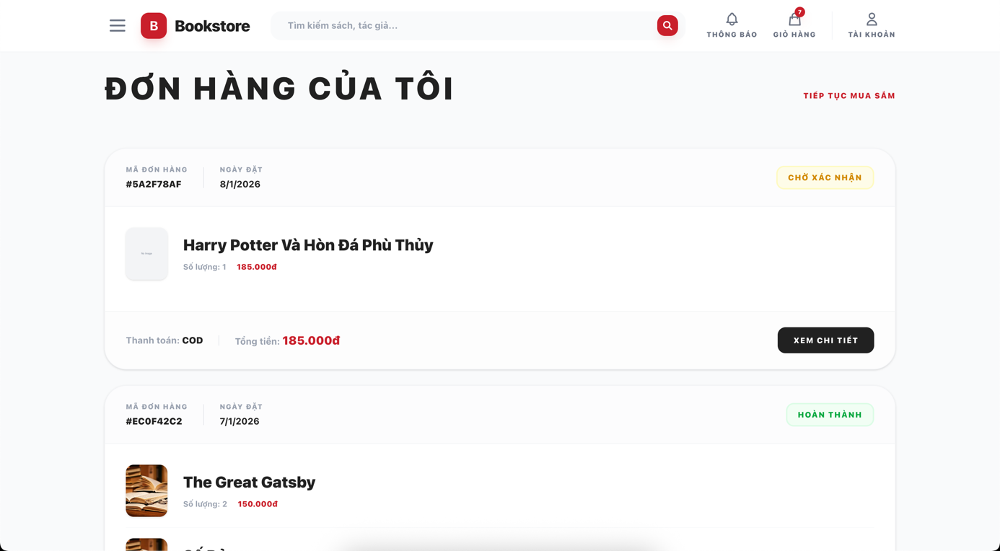 B Bookstore
Tìm kiếm sách, tác giả...
THÔNG BÁO
7
GIỎ HÀNG
TÀI KHOẢN
ĐƠN HÀNG CỦA TÔI
TIẾP TỤC MUA SẮM
MÃ ĐƠN HÀNG
#5A2F78AF
NGÀY ĐẶT
8/1/2026
CHỜ XÁC NHẬN
No Image
Harry Potter Và Hòn Đá Phù Thủy
Số lượng: 1 185.000đ
Thanh toán: COD
Tổng tiền: 185.000đ
XEM CHI TIẾT
MÃ ĐƠN HÀNG
#EC0F42C2
NGÀY ĐẶT
7/1/2026
HOÀN THÀNH
The Great Gatsby
Số lượng: 2 150.000đ